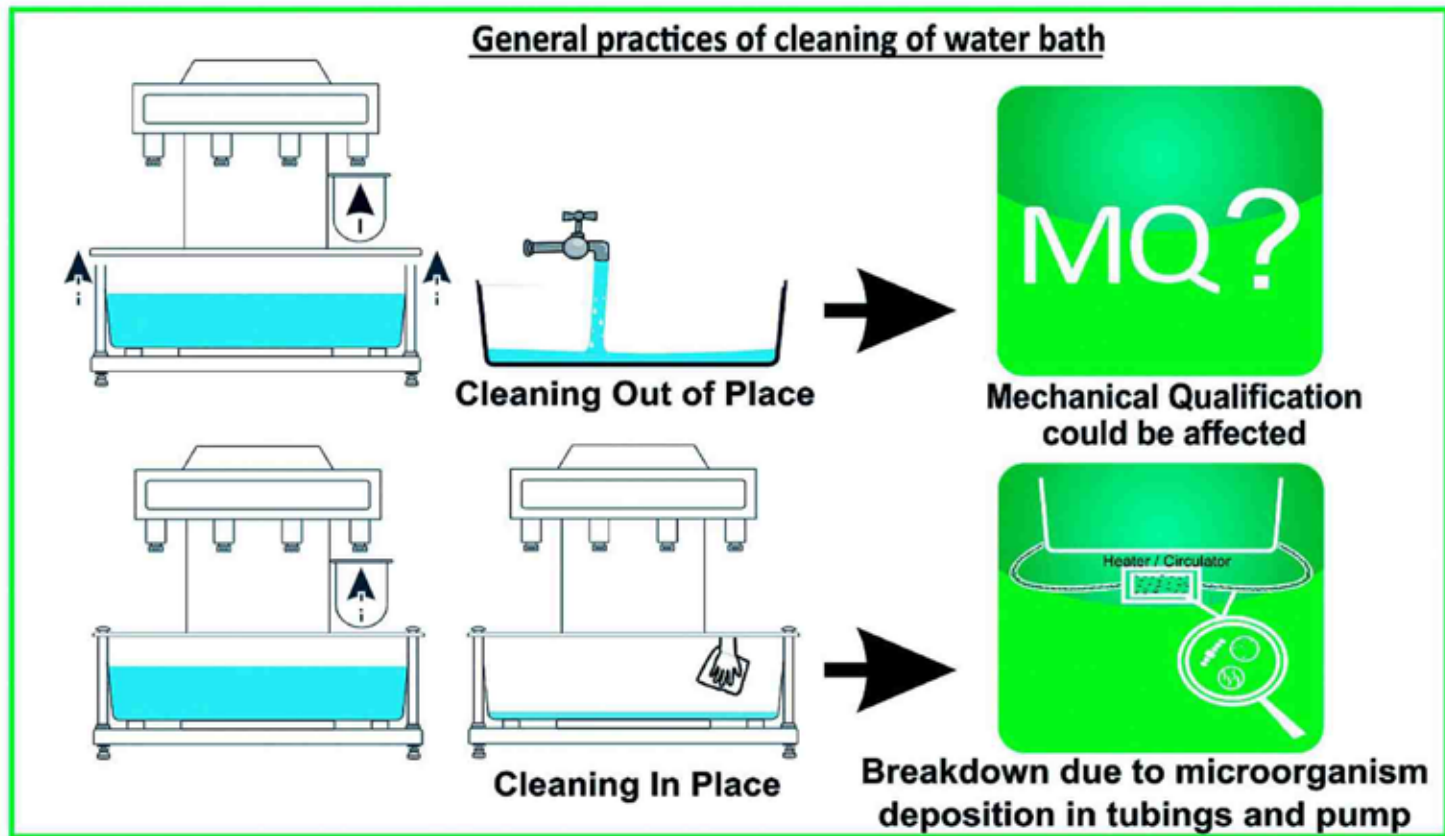 General practices of cleaning of water bath
MQ?
Cleaning Out of Place
Mechanical Qualification
could be affected
Heater / Circulator
Cleaning In Place
Breakdown due to microorganism
deposition in tubings and pump